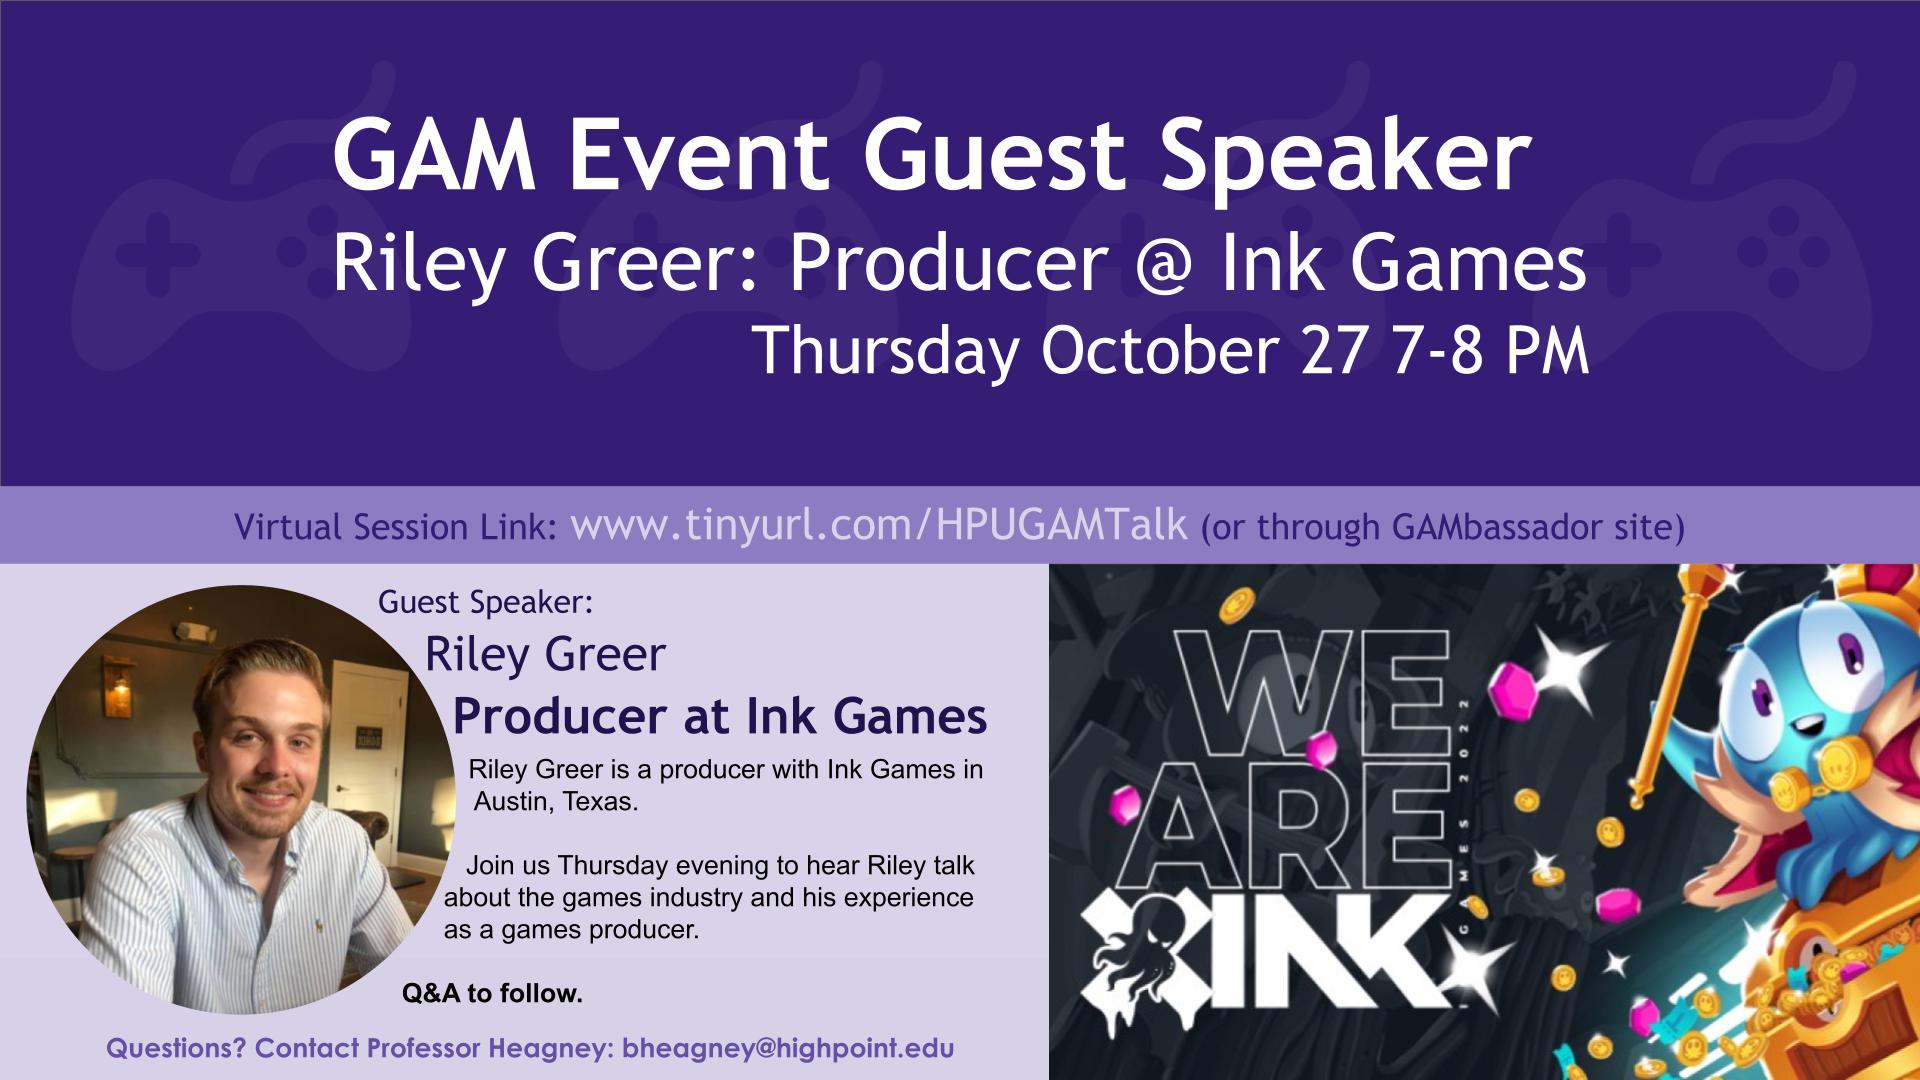 GAM Event Guest Speaker
Riley Greer: Producer @ Ink Games
Thursday October 27 7-8 PM
Virtual Session Link: www.tinyurl.com/HPUGAMTalk (or through GAMbassador site)
Guest Speaker:
Riley Greer
Producer at Ink Games
Riley Greer is a producer with Ink Games in
Austin, Texas.
Join us Thursday evening to hear Riley talk
about the games industry and his experience
as a games producer.
Q&A to follow.
Questions? Contact Professor Heagney: bheagney@highpoint.edu
WE
ARE
INK
GAMES 2022